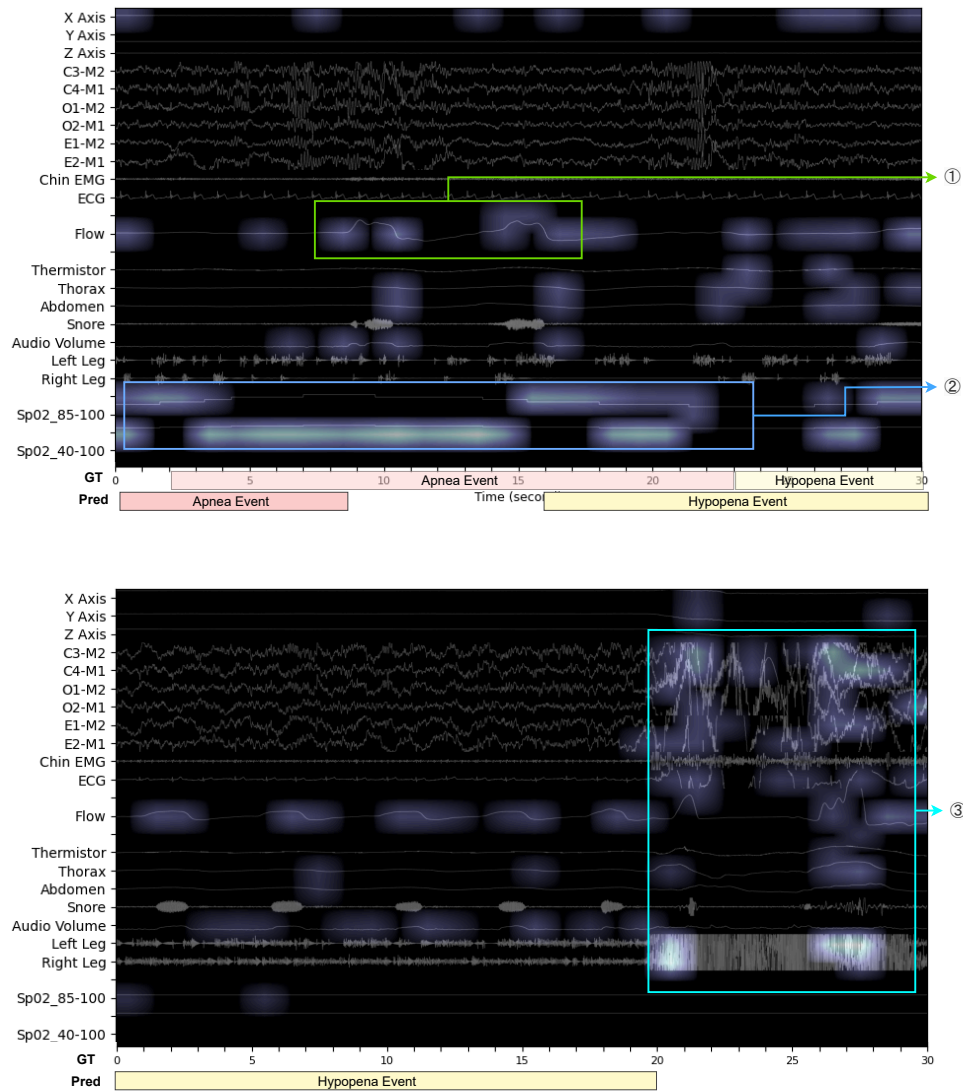 X Axis
Y Axis
Z Axis
C3-M2
C4-M1
O1-M2
O2-M1
E1-M2
E2-M1
Chin EMG
①
ECG
Flow
Thermistor
Thorax
Abdomen
Snore
Audio Volume
Left Leg
Right Leg
②
Sp02_85-100
Sp02_40-100
GT 0 5 10 Apnea Event 15 20 Hypopena Event 30
Time (second)
Pred Apnea Event Hypopena Event
X Axis
Y Axis
Z Axis
C3-M2
C4-M1
O1-M2
O2-M1
E1-M2
E2-M1
Chin EMG
ECG
③
Flow
Thermistor
Thorax
Abdomen
Snore
Audio Volume
Left Leg
Right Leg
Sp02_85-100
Sp02_40-100
GT 0 5 10 15 20 25 30
Pred Hypopena Event